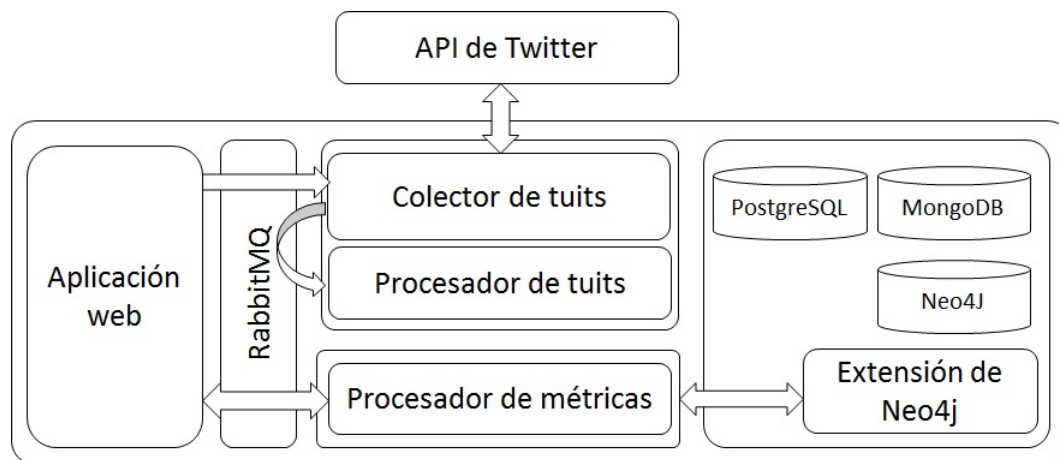 API de Twitter
Aplicación
web
RabbitMQ
Colector de tuits
Procesador de tuits
Procesador de métricas
PostgreSQL
MongoDB
Neo4J
Extensión de
Neo4j